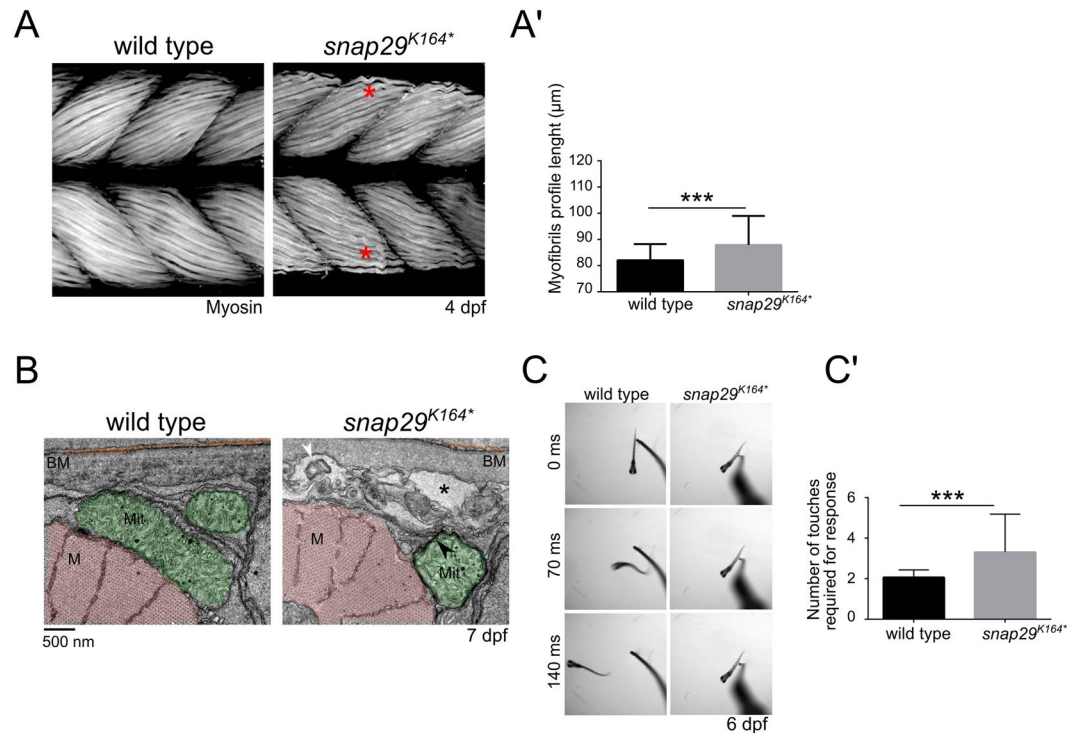 A
wild type
snap29K164*
*
*
Myosin
4 dpf
A'
Myofibrils profile lenght (µm)
120
110
100
90
80
70
***
wild type
snap29K164*
B
wild type
snap29K164*
BM
Mit
M
500 nm
BM
*
M
Mit
7 dpf
C
wild type
snap29K164*
0 ms
70 ms
140 ms
6 dpf
C'
Number of touches
required for response
6
4
2
0
***
wild type
snap29K164*